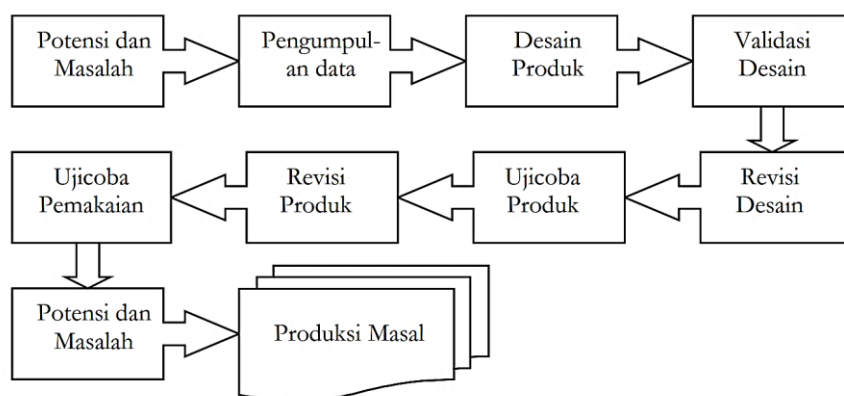 Potensi dan
Masalah
Pengumpul-
an data
Desain
Produk
Validasi
Desain
Ujicoba
Pemakaian
Revisi
Produk
Ujicoba
Produk
Revisi
Desain
Potensi dan
Masalah
Produksi Masal